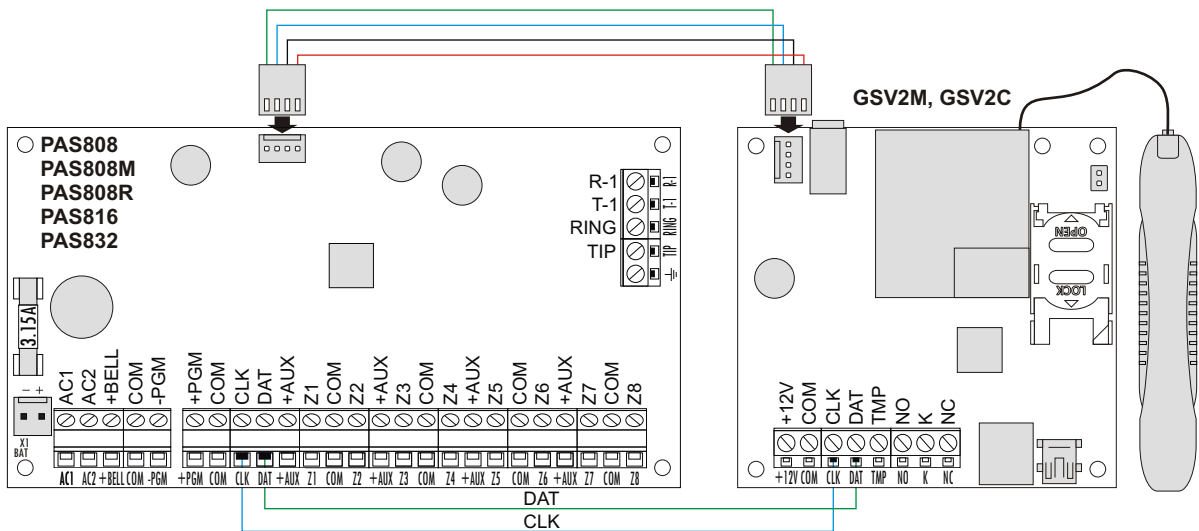 GSV2M, GSV2C
PAS808
PAS808M
PAS808R
PAS816
PAS832
R-1 R-1
T-1 T-1
RING RING
TIP TIP
OPEN
LOCK
3.15A
AC1 AC2 +BELL COM -PGM +PGM COM CLK DAT +AUX Z1 COM Z2 +AUX Z3 COM Z4 +AUX Z5 COM Z6 +AUX Z7 COM Z8
+12V COM CLK DAT TMP NO K NC
- +
X1
BAT
AC1 AC2 +BELL COM -PGM +PGM COM CLK DAT +AUX Z1 COM Z2 +AUX Z3 COM Z4 +AUX Z5 COM Z6 +AUX Z7 COM Z8
+12V COM CLK DAT TMP NO K NC
DAT
CLK